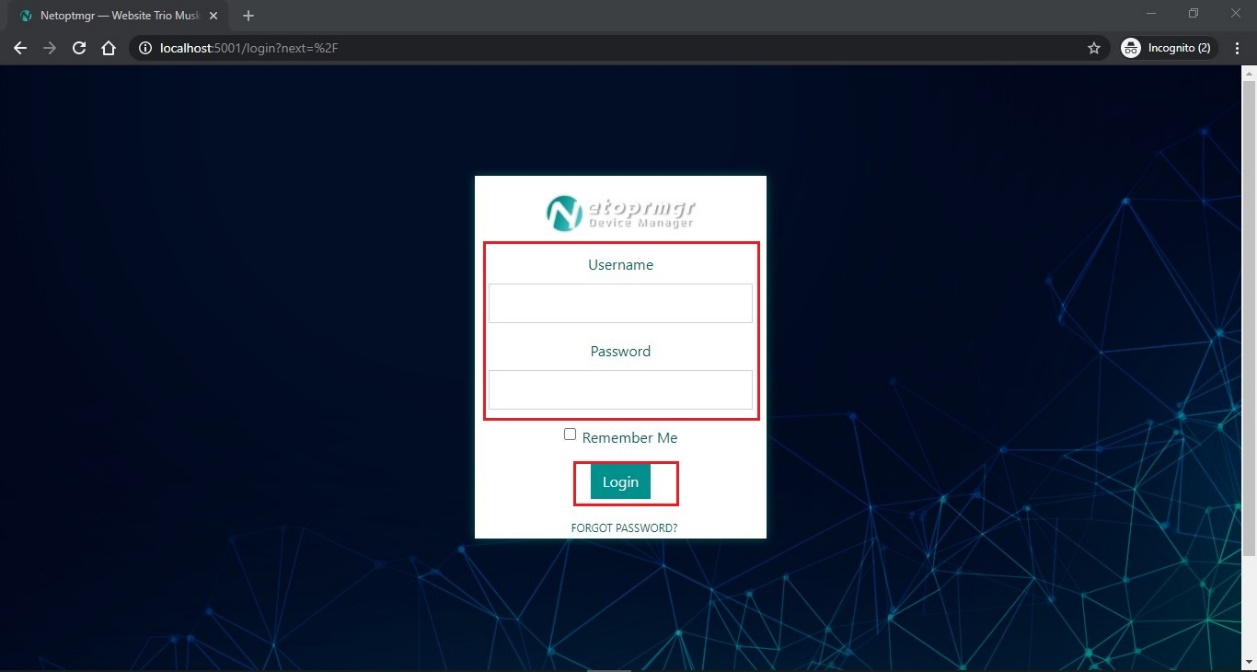 Netoptmgr — Website Trio Musk
localhost:5001/login?next=%2F
Incognito (2)
Netoprmgr
Device Manager
Username
Password
Remember Me
Login
FORGOT PASSWORD?